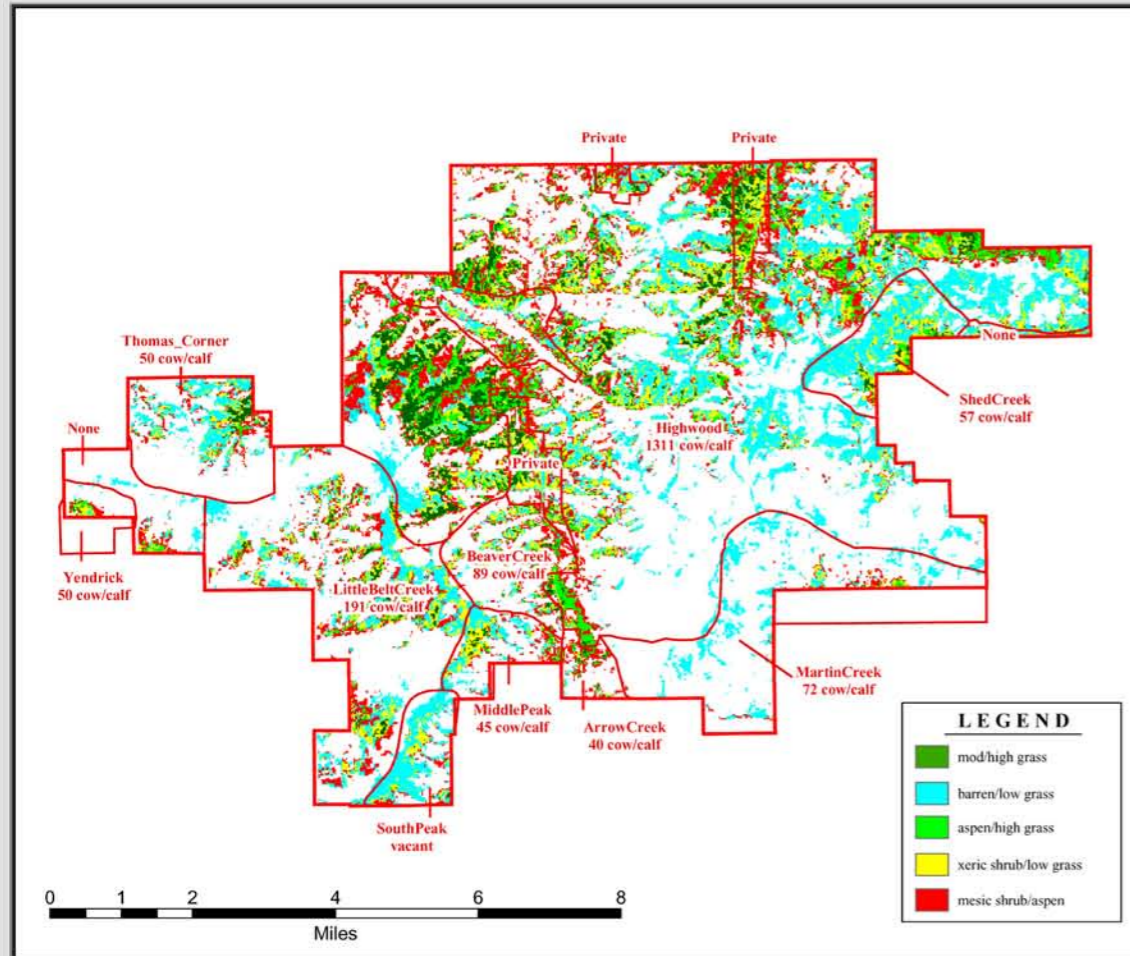 Private
Private
Thomas_Corner
50 cow/calf
None
None
ShedCreek
57 cow/calf
Highwood
1311 cow/calf
Private
Yendrick
50 cow/calf
BeaverCreek
89 cow/calf
LittleBeltCreek
191 cow/calf
MartinCreek
72 cow/calf
MiddlePeak
45 cow/calf
ArrowCreek
40 cow/calf
SouthPeak
vacant
LEGEND
mod/high grass
barren/low grass
aspen/high grass
xeric shrub/low grass
mesic shrub/aspen
0 1 2 4 6 8
Miles